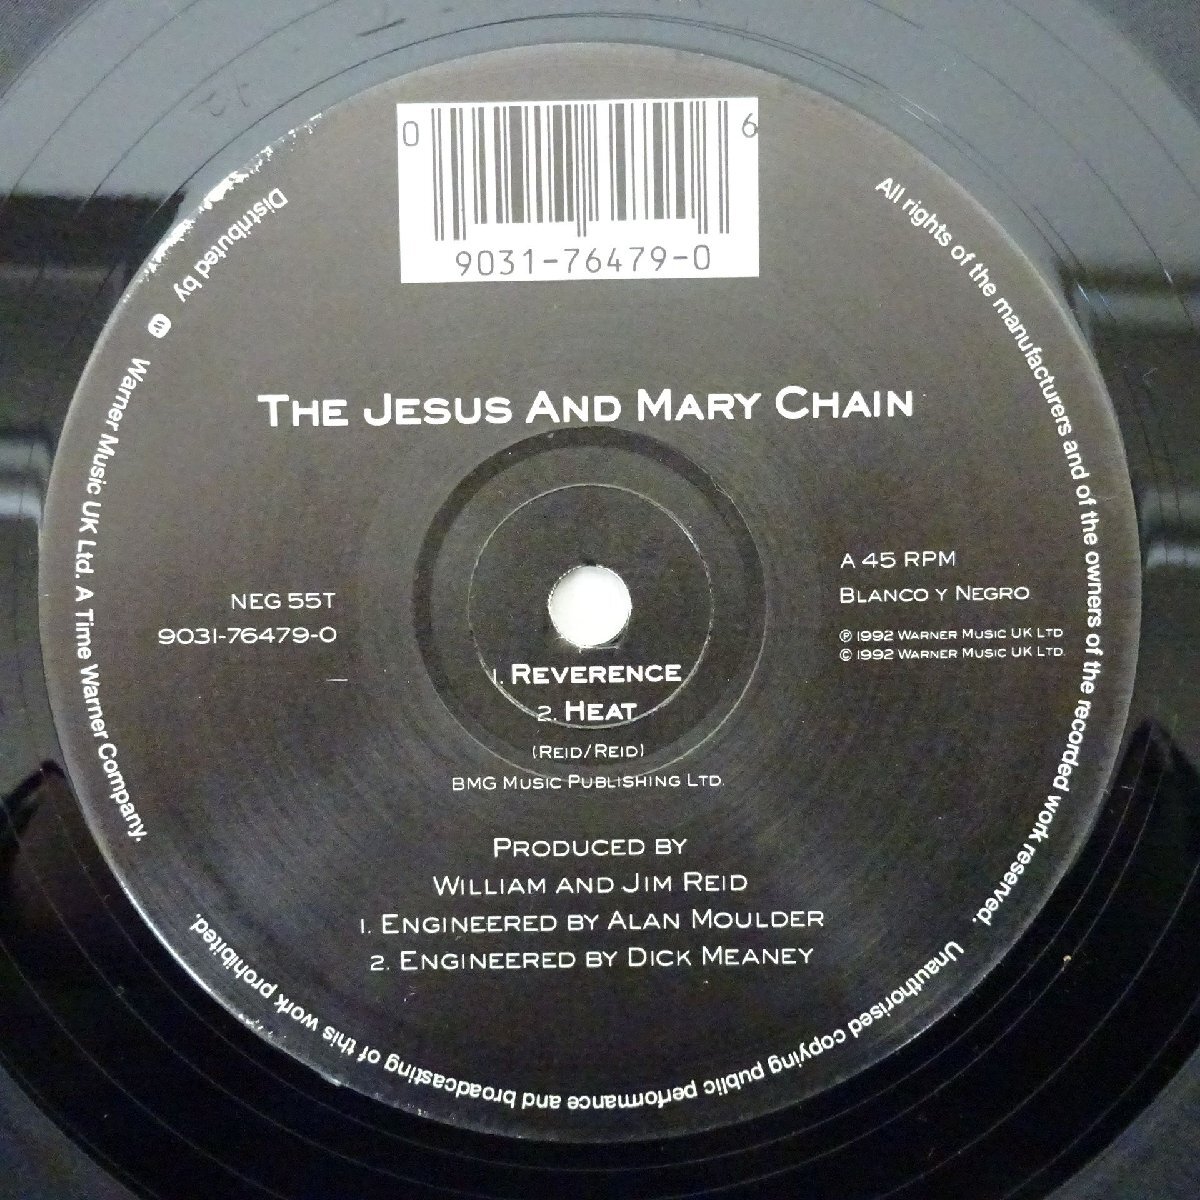 0 6
9031-76479-0
THE JESUS AND MARY CHAIN
NEG 55T
9031-76479-0
A 45 RPM
BLANCO Y NEGRO
℗ 1992 WARNER MUSIC UK LTD
© 1992 WARNER MUSIC UK LTD.
1. REVERENCE
2. HEAT
(REID/REID)
BMG MUSIC PUBLISHING LTD.
PRODUCED BY
WILLIAM AND JIM REID
1. ENGINEERED BY ALAN MOULDER
2. ENGINEERED BY DICK MEANEY
All rights of the manufacturers and of the owners of the recorded work reserved. Unauthorised copying public performance and broadcasting of this work prohibited.
Distributed by Warner Music UK Ltd. A Time Warner Company.